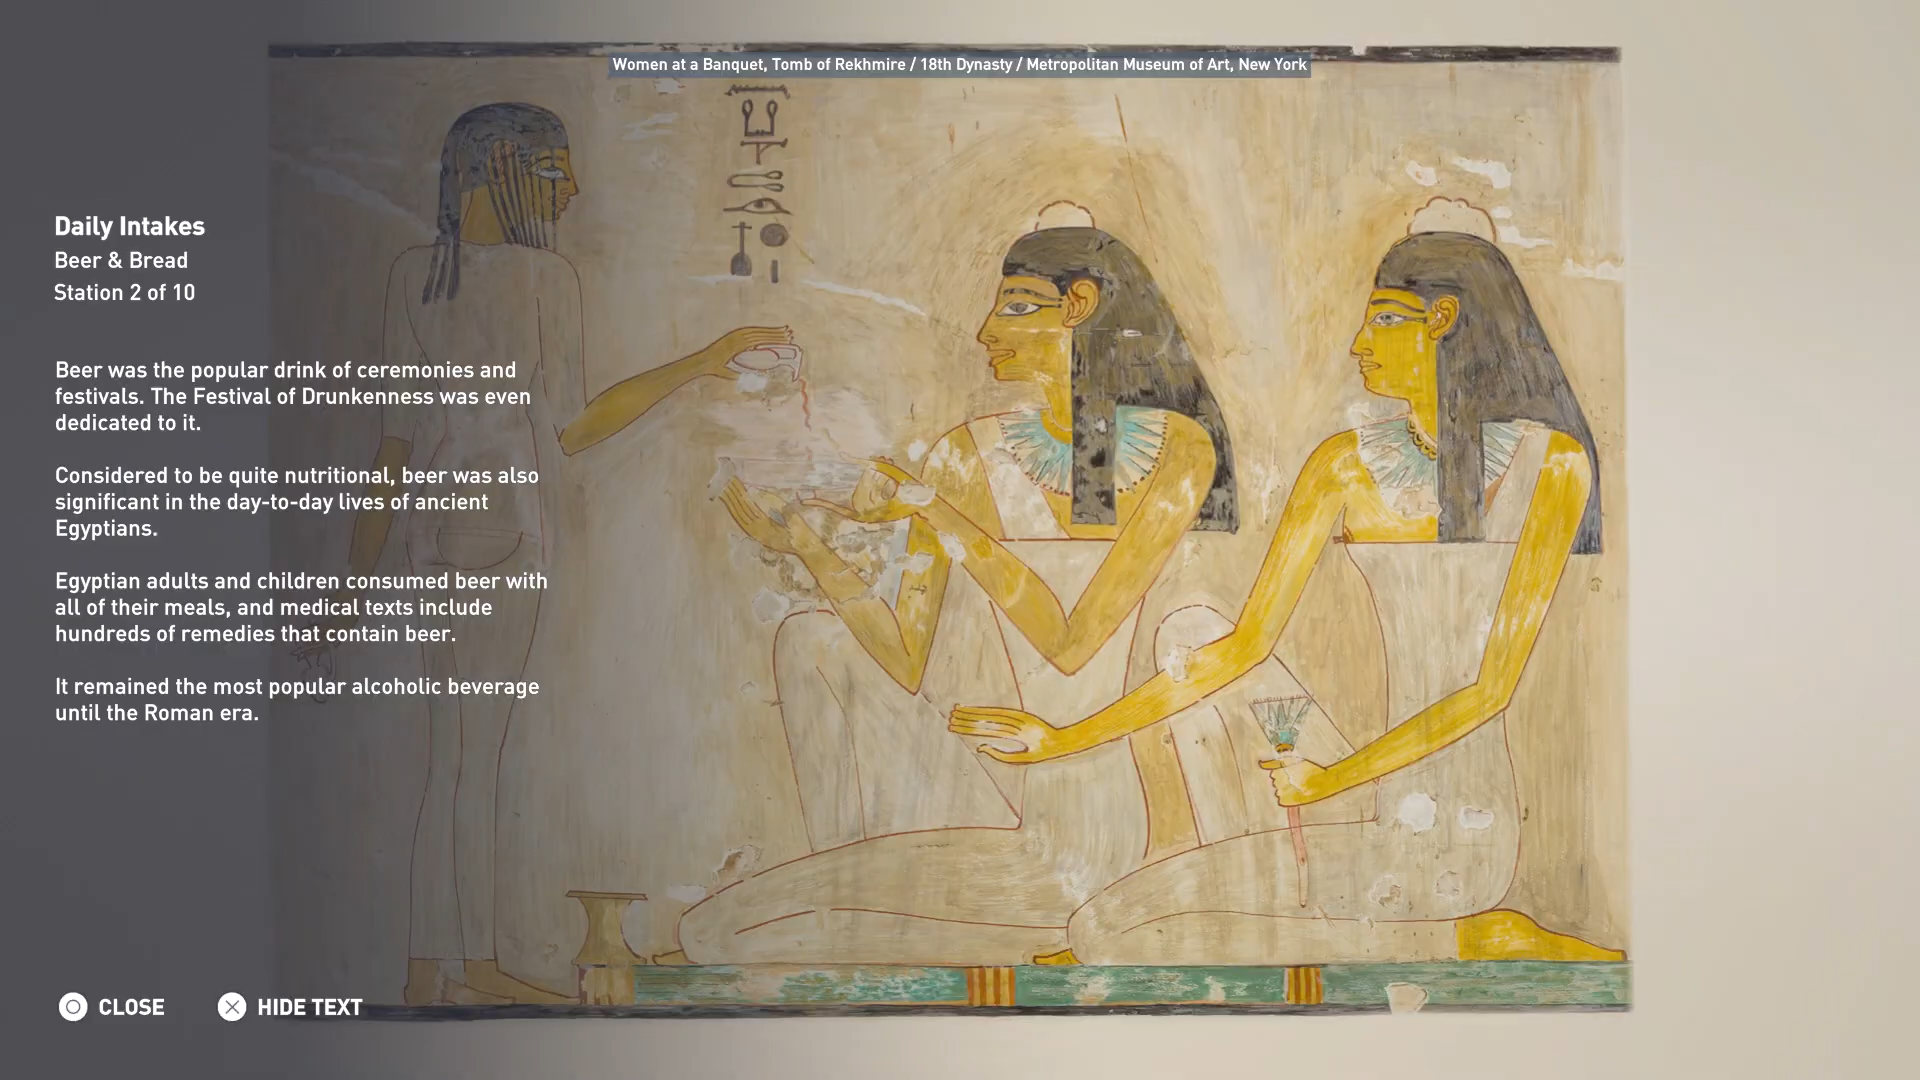 Women at a Banquet, Tomb of Rekhmire / 18th Dynasty / Metropolitan Museum of Art, New York
Daily Intakes
Beer & Bread
Station 2 of 10
Beer was the popular drink of ceremonies and
festivals. The Festival of Drunkenness was even
dedicated to it.
Considered to be quite nutritional, beer was also
significant in the day-to-day lives of ancient
Egyptians.
Egyptian adults and children consumed beer with
all of their meals, and medical texts include
hundreds of remedies that contain beer.
It remained the most popular alcoholic beverage
until the Roman era.
CLOSE
HIDE TEXT